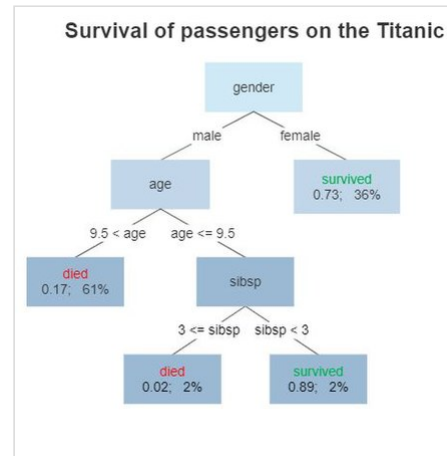 Survival of passengers on the Titanic
gender
male female
age
survived
0.73; 36%
9.5 < age age <= 9.5
died
0.17; 61%
sibsp
3 <= sibsp sibsp < 3
died
0.02; 2%
survived
0.89; 2%